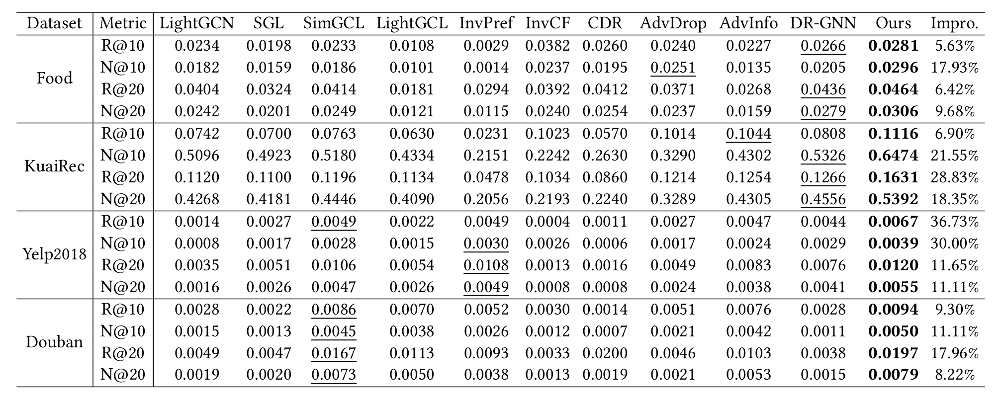 Dataset Metric LightGCN SGL SimGCL LightGCL InvPref InvCF CDR AdvDrop AdvInfo DR-GNN Ours Impro.
Food
R@10 0.0234 0.0198 0.0233 0.0108 0.0029 0.0382 0.0260 0.0240 0.0227 0.0266 0.0281 5.63%
N@10 0.0182 0.0159 0.0186 0.0101 0.0014 0.0237 0.0195 0.0251 0.0135 0.0205 0.0296 17.93%
R@20 0.0404 0.0324 0.0414 0.0181 0.0294 0.0392 0.0412 0.0371 0.0268 0.0436 0.0464 6.42%
N@20 0.0242 0.0201 0.0249 0.0121 0.0115 0.0240 0.0254 0.0237 0.0159 0.0279 0.0306 9.68%
KuaiRec
R@10 0.0742 0.0700 0.0763 0.0630 0.0231 0.1023 0.0570 0.1014 0.1044 0.0808 0.1116 6.90%
N@10 0.5096 0.4923 0.5180 0.4334 0.2151 0.2242 0.2630 0.3290 0.4302 0.5326 0.6474 21.55%
R@20 0.1120 0.1100 0.1196 0.1134 0.0478 0.1034 0.0860 0.1214 0.1254 0.1266 0.1631 28.83%
N@20 0.4268 0.4181 0.4446 0.4090 0.2056 0.2193 0.2240 0.3289 0.4305 0.4556 0.5392 18.35%
Yelp2018
R@10 0.0014 0.0027 0.0049 0.0022 0.0049 0.0004 0.0011 0.0027 0.0047 0.0044 0.0067 36.73%
N@10 0.0008 0.0017 0.0028 0.0015 0.0030 0.0026 0.0006 0.0017 0.0024 0.0029 0.0039 30.00%
R@20 0.0035 0.0051 0.0106 0.0054 0.0108 0.0013 0.0016 0.0049 0.0083 0.0076 0.0120 11.65%
N@20 0.0016 0.0026 0.0047 0.0026 0.0049 0.0008 0.0008 0.0024 0.0038 0.0041 0.0055 11.11%
Douban
R@10 0.0028 0.0022 0.0086 0.0070 0.0052 0.0030 0.0014 0.0051 0.0076 0.0028 0.0094 9.30%
N@10 0.0015 0.0013 0.0045 0.0038 0.0026 0.0012 0.0007 0.0021 0.0042 0.0011 0.0050 11.11%
R@20 0.0049 0.0047 0.0167 0.0113 0.0093 0.0033 0.0200 0.0046 0.0103 0.0038 0.0197 17.96%
N@20 0.0019 0.0020 0.0073 0.0050 0.0038 0.0013 0.0019 0.0021 0.0053 0.0015 0.0079 8.22%